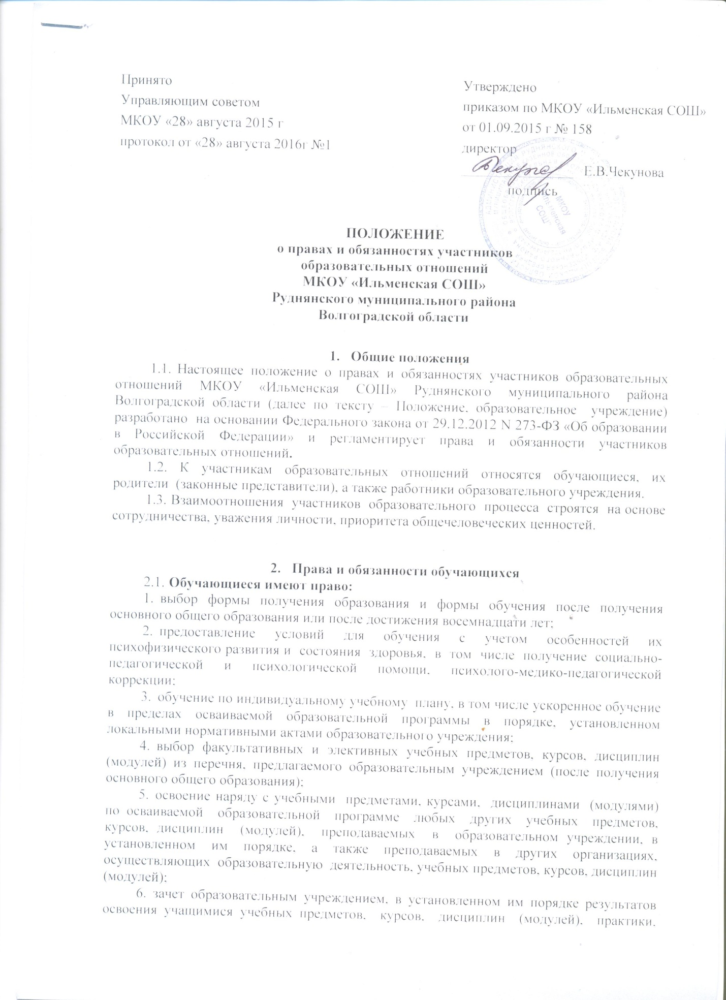 Принято
Управляющим советом
МКОУ «28» августа 2015 г
протокол от «28» августа 2016г №1
Утверждено
приказом по МКОУ «Ильменская СОШ»
от 01.09.2015 г № 158
директор
Е.В.Чекунова
подпись
МКОУ
Ильменская
СОШ"
ПОЛОЖЕНИЕ
о правах и обязанностях участников
образовательных отношений
МКОУ «Ильменская СОШ»
Руднянского муниципального района
Волгоградской области
1. Общие положения
1.1. Настоящее положение о правах и обязанностях участников образовательных
отношений МКОУ «Ильменская СОШ» Руднянского муниципального района
Волгоградской области (далее по тексту – Положение, образовательное учреждение)
разработано на основании Федерального закона от 29.12.2012 N 273-ФЗ «Об образовании
в Российской Федерации» и регламентирует права и обязанности участников
образовательных отношений.
1.2. К участникам образовательных отношений относятся обучающиеся, их
родители (законные представители), а также работники образовательного учреждения.
1.3. Взаимоотношения участников образовательного процесса строятся на основе
сотрудничества, уважения личности, приоритета общечеловеческих ценностей.
2. Права и обязанности обучающихся
2.1. Обучающиеся имеют право:
1. выбор формы получения образования и формы обучения после получения
основного общего образования или после достижения восемнадцати лет;
2. предоставление условий для обучения с учетом особенностей их
психофизического развития и состояния здоровья, в том числе получение социально-
педагогической и психологической помощи, психолого-медико-педагогической
коррекции;
3. обучение по индивидуальному учебному плану, в том числе ускоренное обучение
в пределах осваиваемой образовательной программы в порядке, установленном
локальными нормативными актами образовательного учреждения;
4. выбор факультативных и элективных учебных предметов, курсов, дисциплин
(модулей) из перечня, предлагаемого образовательным учреждением (после получения
основного общего образования);
5. освоение наряду с учебными предметами, курсами, дисциплинами (модулями)
по осваиваемой образовательной программе любых других учебных предметов,
курсов, дисциплин (модулей), преподаваемых в образовательном учреждении, в
установленном им порядке, а также преподаваемых в других организациях,
осуществляющих образовательную деятельность, учебных предметов, курсов, дисциплин
(модулей);
6. зачет образовательным учреждением, в установленном им порядке результатов
освоения учащимися учебных предметов, курсов, дисциплин (модулей), практики,